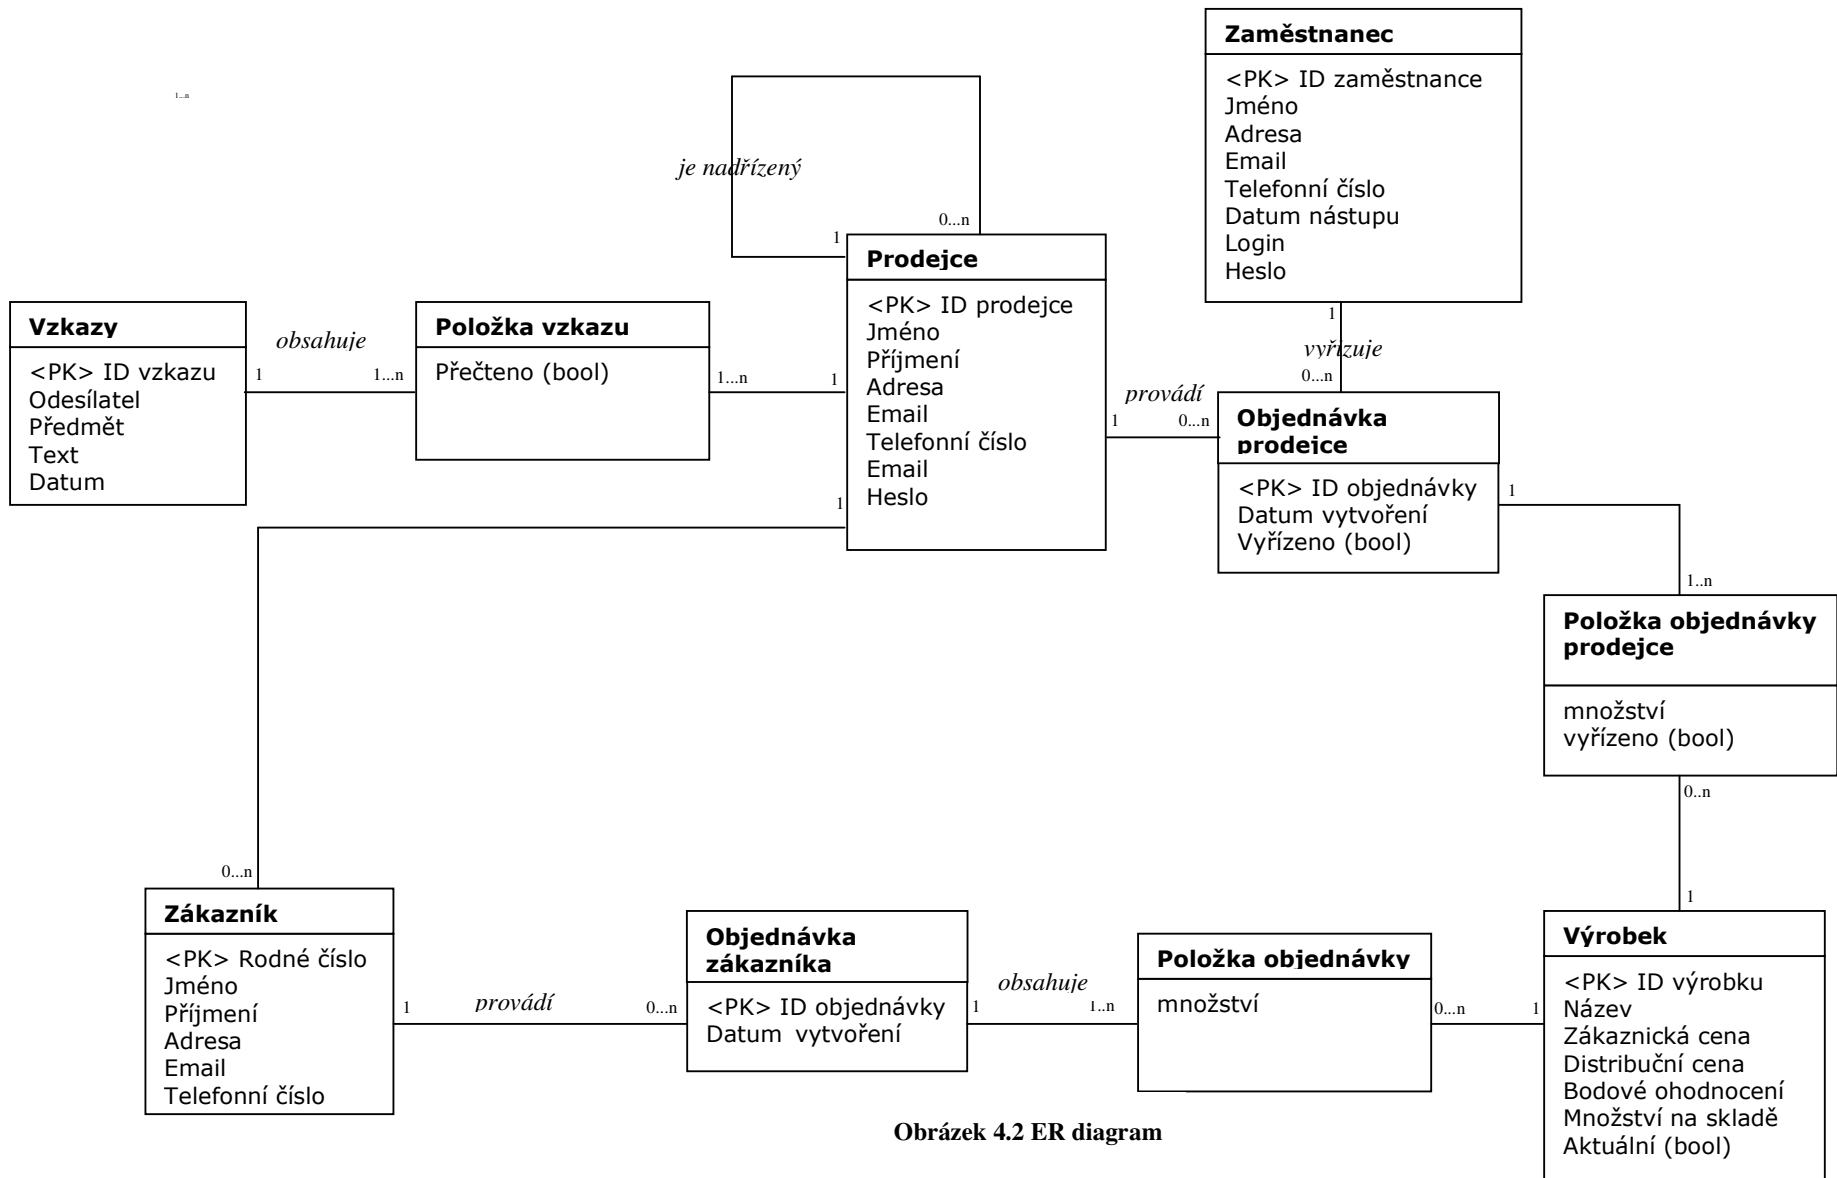 Zaměstnanec
<PK> ID zaměstnance
Jméno
Adresa
Email
Telefonní číslo
Datum nástupu
Login
Heslo
1...n
je nadřízený
0...n
1
Prodejce
<PK> ID prodejce
Jméno
Příjmení
Adresa
Email
Telefonní číslo
Email
Heslo
Vzkazy
<PK> ID vzkazu
Odesílatel
Předmět
Text
Datum
obsahuje
1
1...n
Položka vzkazu
Přečteno (bool)
1...n
1
1
vyřizuje
0...n
provádí
1
0...n
Objednávka
prodejce
<PK> ID objednávky
Datum vytvoření
Vyřízeno (bool)
1
1..n
Položka objednávky
prodejce
množství
vyřízeno (bool)
0..n
1
1
0...n
Zákazník
<PK> Rodné číslo
Jméno
Příjmení
Adresa
Email
Telefonní číslo
1
provádí
0...n
Objednávka
zákazníka
<PK> ID objednávky
Datum vytvoření
obsahuje
1
1..n
Položka objednávky
množství
0...n
1
Výrobek
<PK> ID výrobku
Název
Zákaznická cena
Distribuční cena
Bodové ohodnocení
Množství na skladě
Aktuální (bool)
Obrázek 4.2 ER diagram